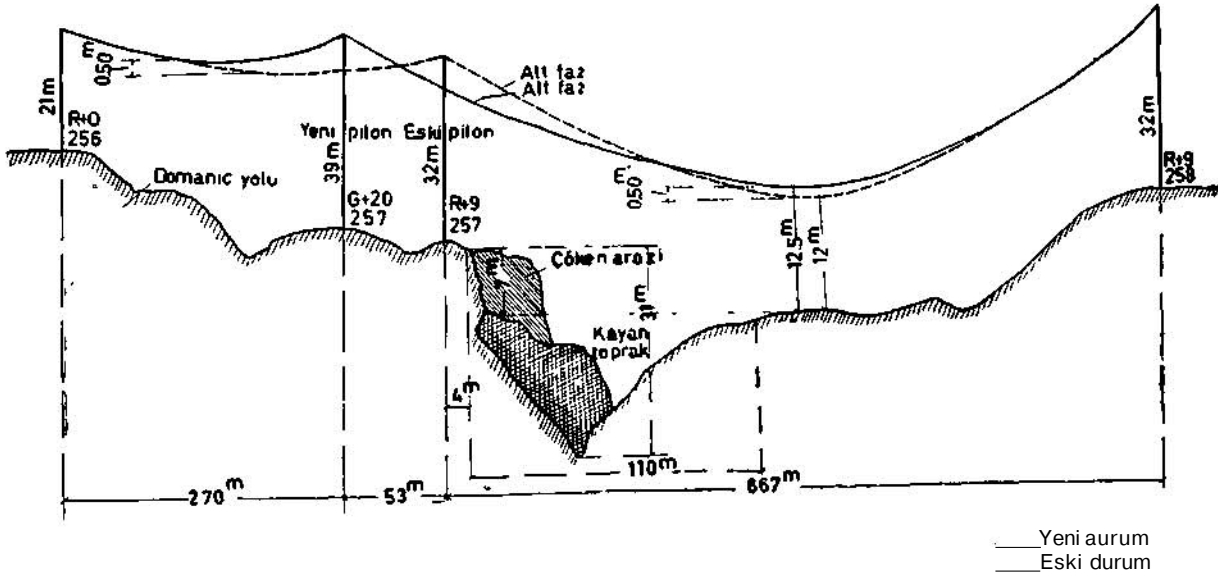 0.50 m
21m
R+0
256
Domanıc yolu
Yeni pilon
Eski pilon
39m
32m
G+20
257
R+9
257
Alt faz
Alt faz
0.50
32m
R+9
258
12.5m
12m
Çöken arazi
31m
Kayan
toprak
4m
110m
270m
53m
667m
Yeni aurum
Eski durum